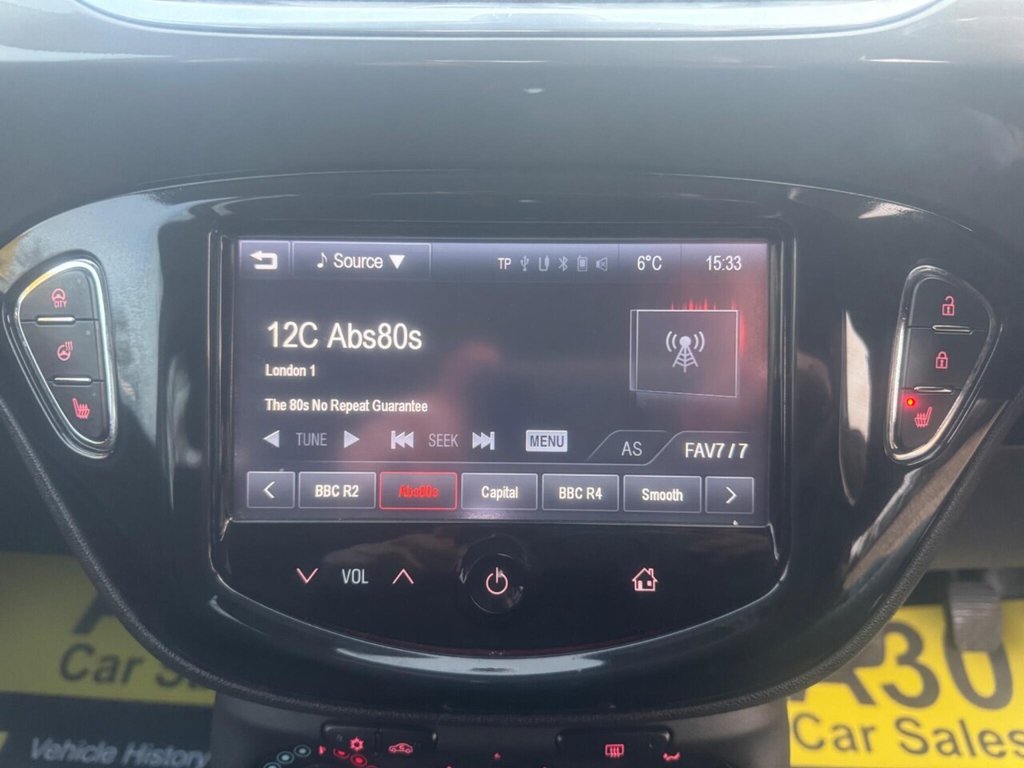 Source TP 6°C 15:33
CITY
12C Abs80s
London 1
The 80s No Repeat Guarantee
TUNE SEEK MENU AS FAV7 / 7
BBC R2 Abs80s Capital BBC R4 Smooth
VOL
Car Sales
Vehicle History
A30
Car Sales